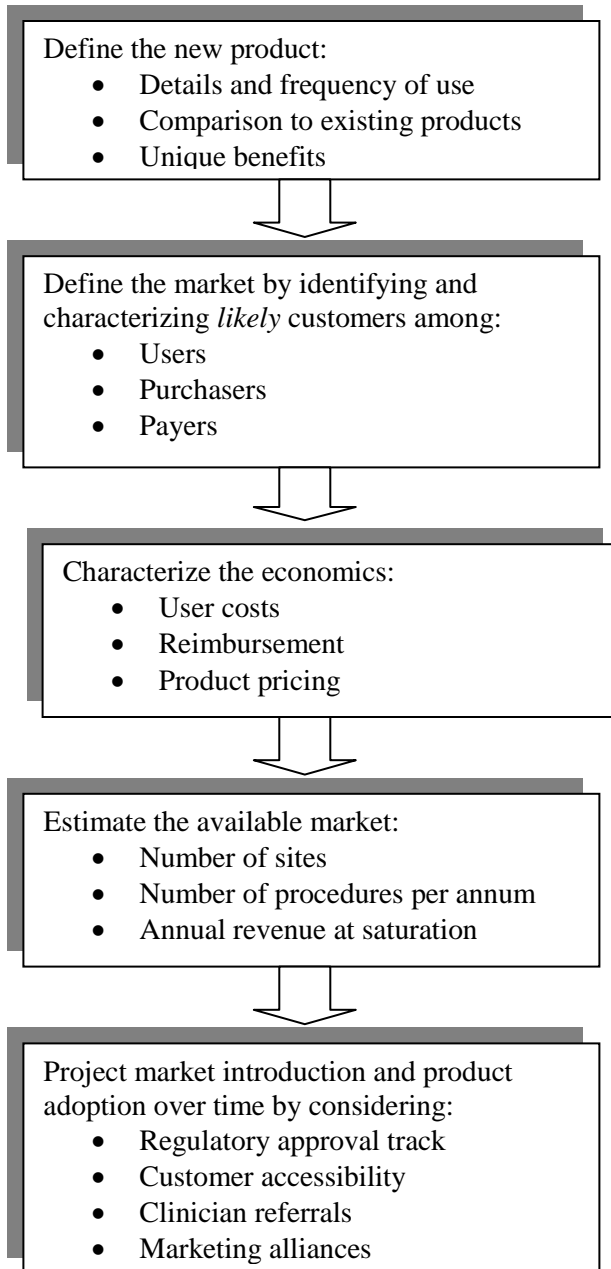 Define the new product:
• Details and frequency of use
• Comparison to existing products
• Unique benefits
Define the market by identifying and
characterizing likely customers among:
• Users
• Purchasers
• Payers
Characterize the economics:
• User costs
• Reimbursement
• Product pricing
Estimate the available market:
• Number of sites
• Number of procedures per annum
• Annual revenue at saturation
Project market introduction and product
adoption over time by considering:
• Regulatory approval track
• Customer accessibility
• Clinician referrals
• Marketing alliances